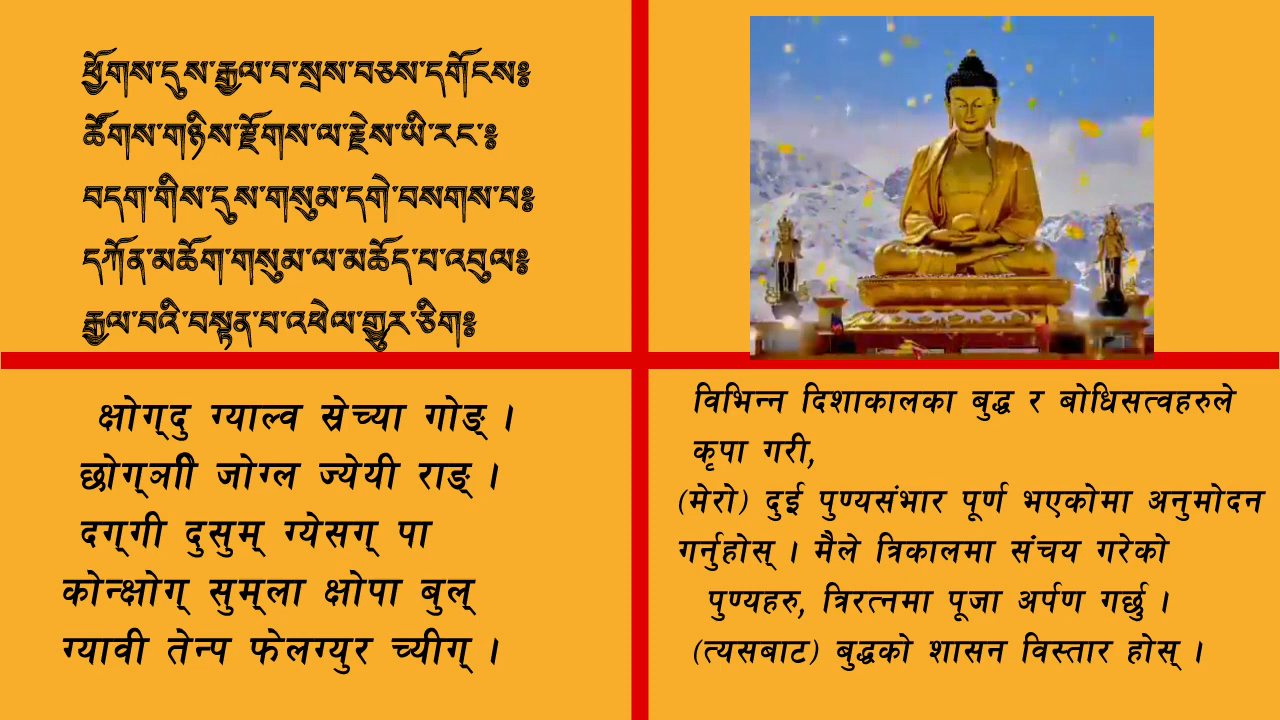 ཕྱོགས་དུས་རྒྱལ་བ་སྲས་བཅས་དགོངས༔
ཚོགས་གཉིས་རྫོགས་ལ་རྗེས་ཡི་རང་༔
བདག་གིས་དུས་གསུམ་དགེ་བསགས་པ༔
དཀོན་མཆོག་གསུམ་ལ་མཆོད་པ་འབུལ༔
རྒྱལ་བའི་བསྟན་པ་འཕེལ་གྱུར་ཅིག༔
क्षोग्‌दु ग्याल्व स्रेच्या गोङ् ।
छोग्‌ञाी जोग्ल ज्येयी राङ् ।
दग्‌गी दुसुम् ग्येसग् पा
कोन्क्षोग् सुम्‌ला क्षोपा बुल्
ग्यावी तेन्प फेलग्युर च्यीग् ।
विभिन्न दिशाकालका बुद्ध र बोधिसत्वहरुले
कृपा गरी,
(मेरो) दुई पुण्यसंभार पूर्ण भएकोमा अनुमोदन
गर्नुहोस् । मैले त्रिकालमा संचय गरेको
पुण्यहरु, त्रिरत्नमा पूजा अर्पण गर्छु ।
(त्यसबाट) बुद्धको शासन विस्तार होस् ।